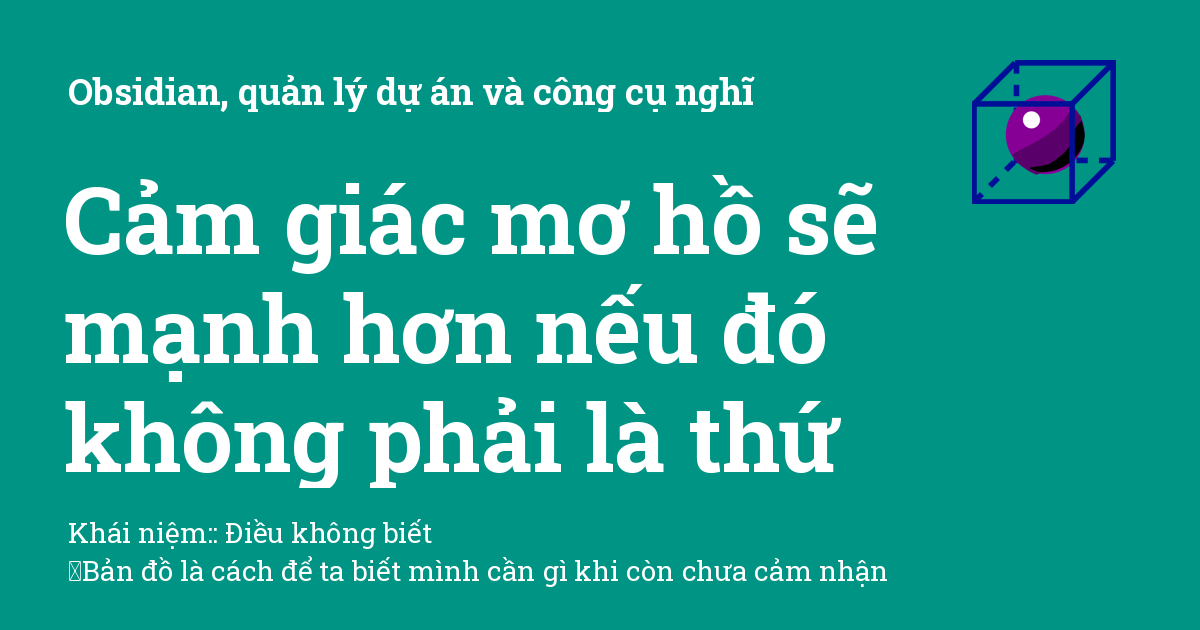 Obsidian, quản lý dự án và công cụ nghĩ
Cảm giác mơ hồ sẽ
mạnh hơn nếu đó
không phải là thứ
Khái niệm:: Điều không biết
Bản đồ là cách để ta biết mình cần gì khi còn chưa cảm nhận